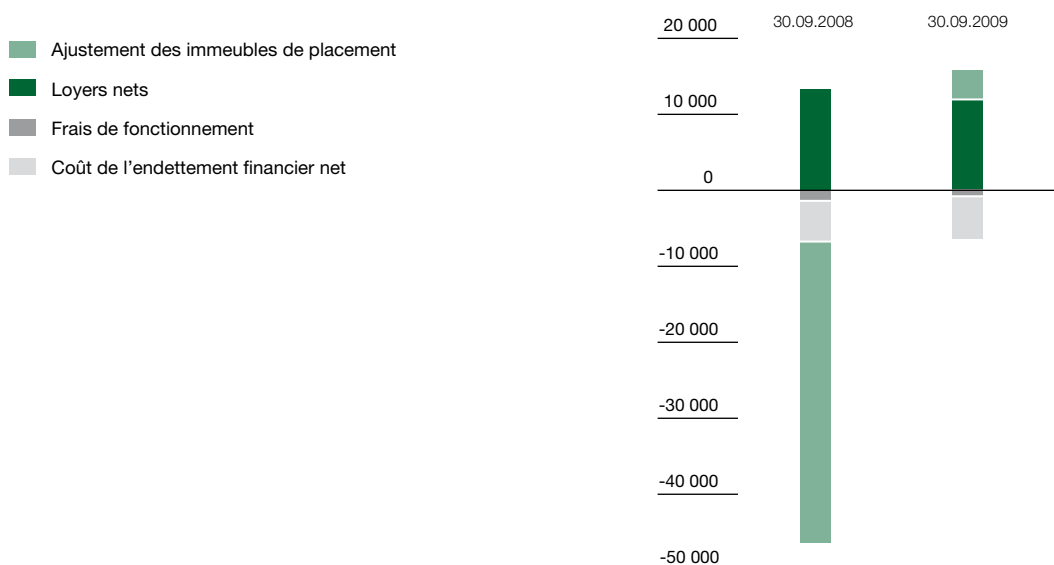 Ajustement des immeubles de placement
Loyers nets
Frais de fonctionnement
Coût de l’endettement financier net
30.09.2008 30.09.2009
20 000
10 000
0
-10 000
-20 000
-30 000
-40 000
-50 000